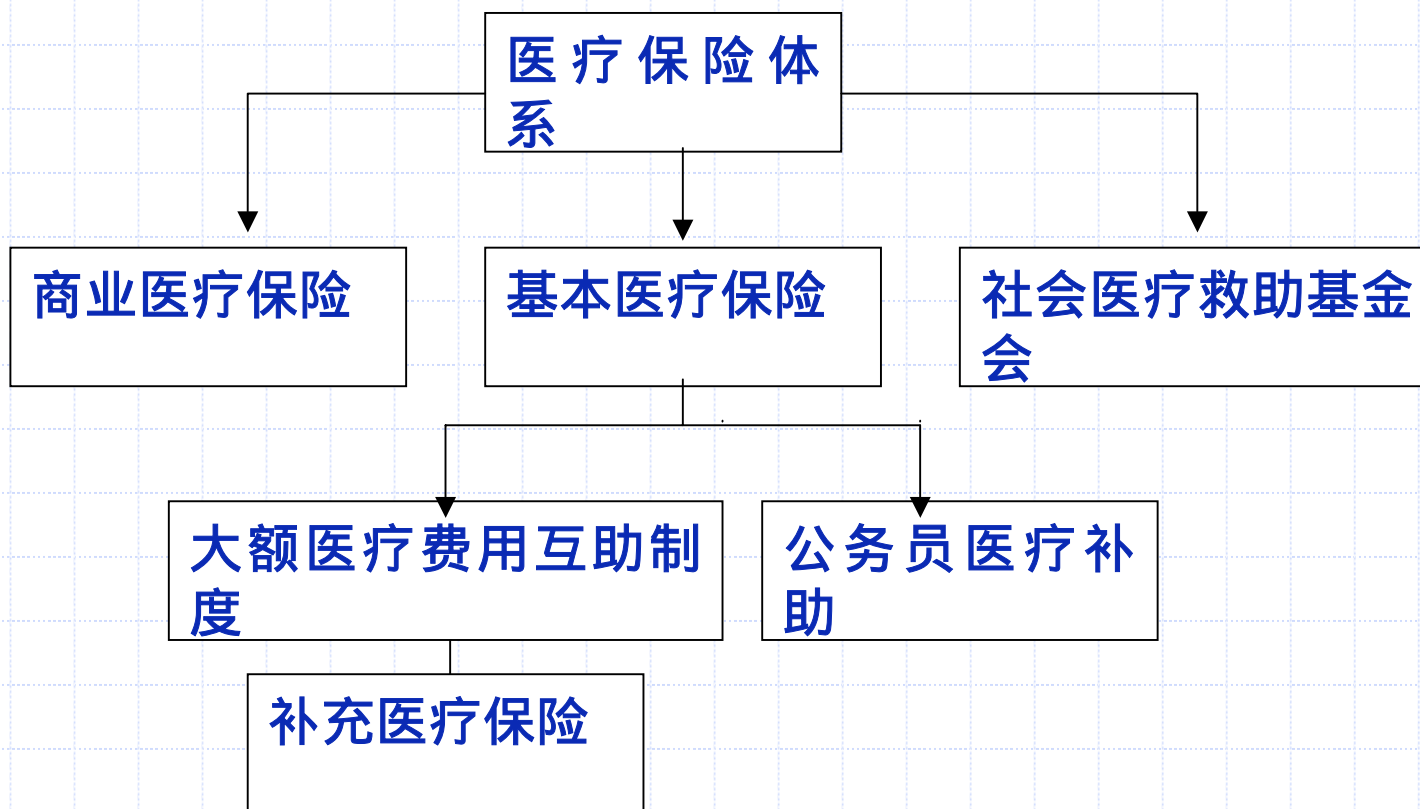 医疗保险体
系
商业医疗保险
基本医疗保险
社会医疗救助基金
会
大额医疗费用互助制
度
公务员医疗补
助
补充医疗保险